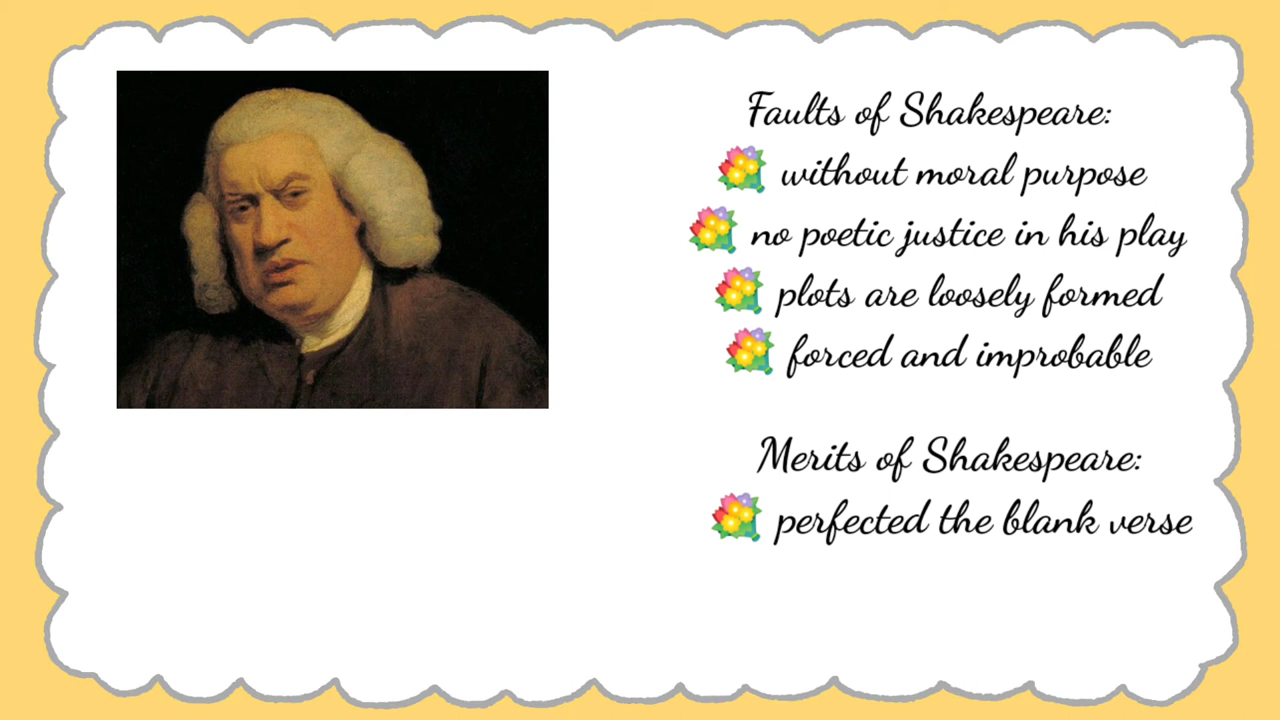 Faults of Shakespeare:
without moral purpose
no poetic justice in his play
plots are loosely formed
forced and improbable
Merits of Shakespeare:
perfected the blank verse